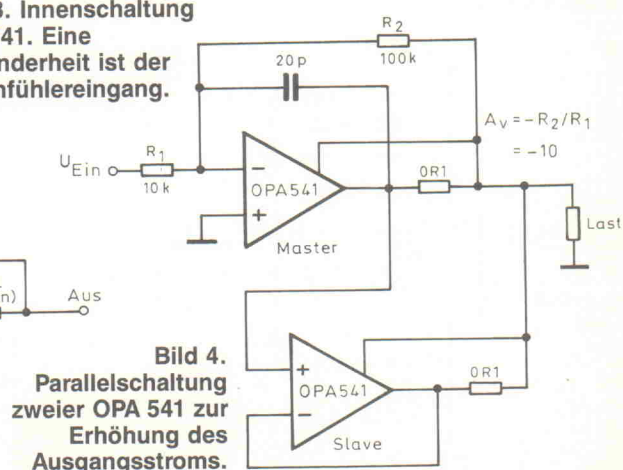 3. Innenschaltung
41. Eine
nderheit ist der
nfühlereingang.
R2
100k
20p
Av = -R2/R1
= -10
UEin
R1
10k
-
OPA541
+
Master
0R1
Last
n)
Aus
Bild 4.
Parallelschaltung
zweier OPA 541 zur
Erhöhung des
Ausgangsstroms.
+
OPA541
-
Slave
0R1